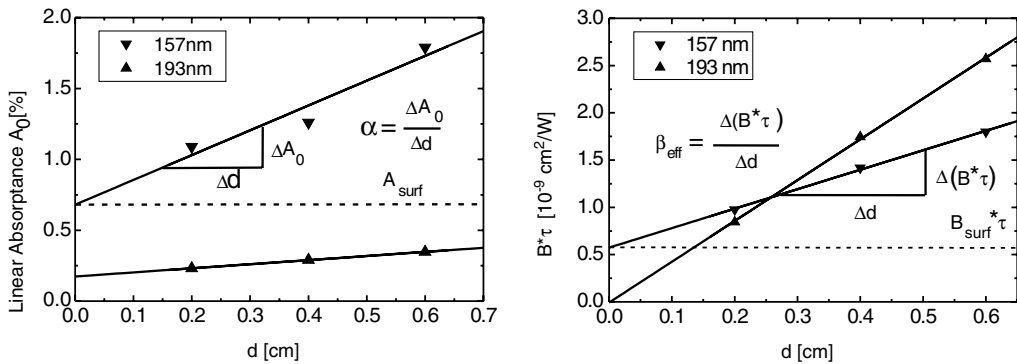 2.0
1.5
1.0
0.5
0.0
Linear Absorptance A0[%]
157nm
193nm
α = ΔA0 / Δd
ΔA0
Δd
Asurf
0.0 0.1 0.2 0.3 0.4 0.5 0.6 0.7
d [cm]
3.0
2.5
2.0
1.5
1.0
0.5
0.0
B*τ [10-9 cm2/W]
157 nm
193 nm
βeff = Δ(B*τ) / Δd
Δ(B*τ)
Δd
Bsurf*τ
0.0 0.1 0.2 0.3 0.4 0.5 0.6
d [cm]